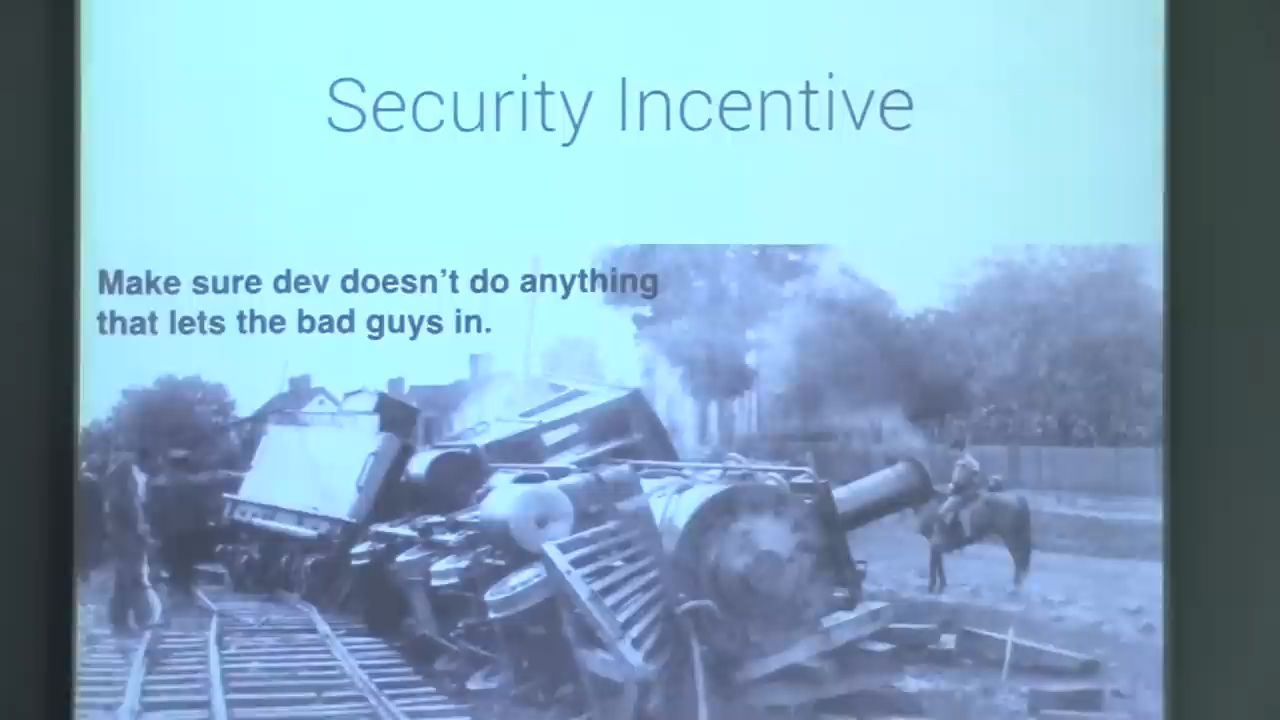 Security Incentive
Make sure dev doesn't do anything
that lets the bad guys in.